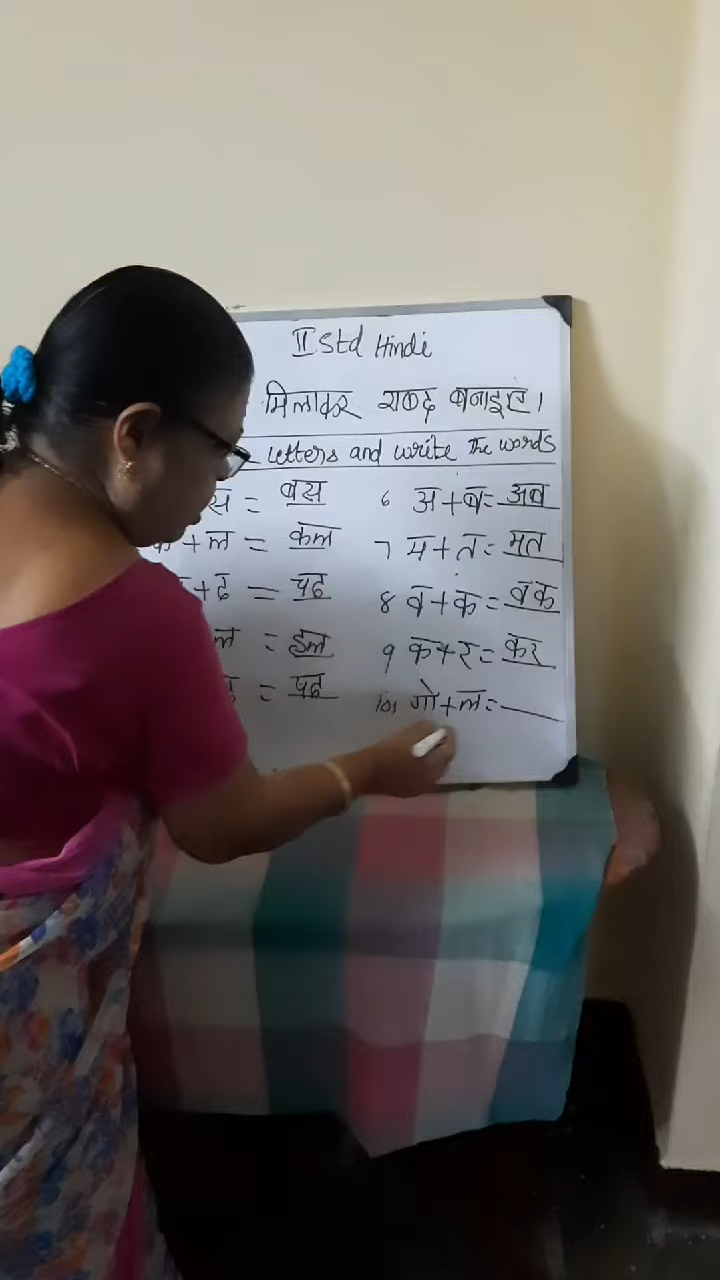 II Std Hindi
मिलाकर शब्द बनाइए।
letters and write the words
स = बस
क + ल = कल
+ ढ = चढ
ल = हल
= पढ
6 अ + ब = अब
7 म + त = मत
8 ब + क = बक
9 क + र = कर
10) गो + ल =